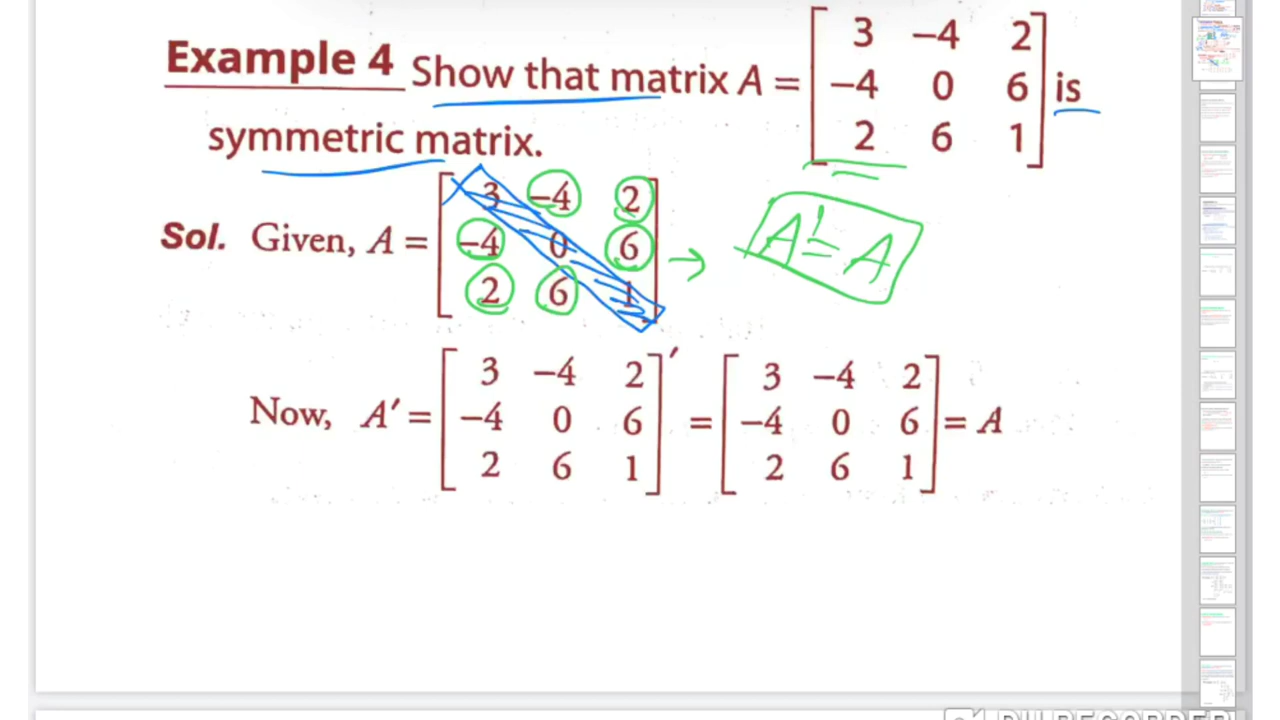 Example 4 Show that matrix A = [ 3 −4 2 ; −4 0 6 ; 2 6 1 ] is
symmetric matrix.
Sol. Given, A = [ 3 −4 2 ; −4 0 6 ; 2 6 1 ] → A' = A
Now, A′ = [ 3 −4 2 ; −4 0 6 ; 2 6 1 ]′ = [ 3 −4 2 ; −4 0 6 ; 2 6 1 ] = A